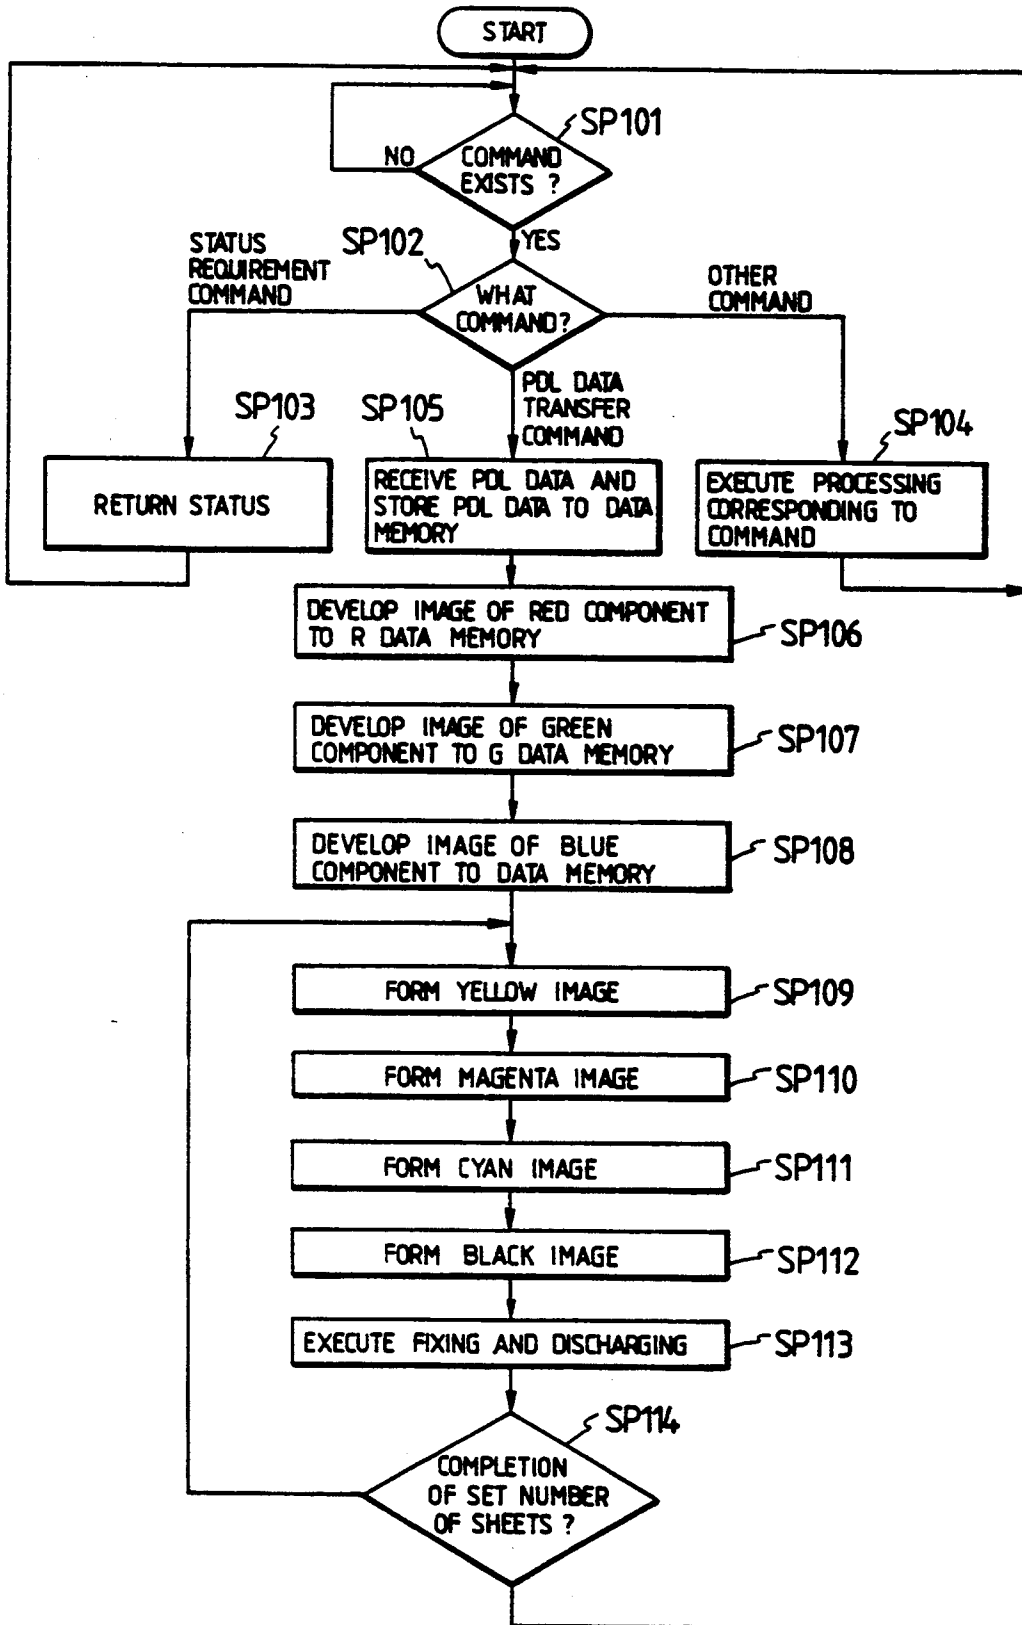 START
SP101
NO
COMMAND
EXISTS ?
YES
SP102
STATUS
REQUIREMENT
COMMAND
WHAT
COMMAND?
OTHER
COMMAND
PDL DATA
TRANSFER
COMMAND
SP103
SP105
SP104
RETURN STATUS
RECEIVE PDL DATA AND
STORE PDL DATA TO DATA
MEMORY
EXECUTE PROCESSING
CORRESPONDING TO
COMMAND
DEVELOP IMAGE OF RED COMPONENT
TO R DATA MEMORY
SP106
DEVELOP IMAGE OF GREEN
COMPONENT TO G DATA MEMORY
SP107
DEVELOP IMAGE OF BLUE
COMPONENT TO DATA MEMORY
SP108
FORM YELLOW IMAGE
SP109
FORM MAGENTA IMAGE
SP110
FORM CYAN IMAGE
SP111
FORM BLACK IMAGE
SP112
EXECUTE FIXING AND DISCHARGING
SP113
SP114
COMPLETION
OF SET NUMBER
OF SHEETS ?